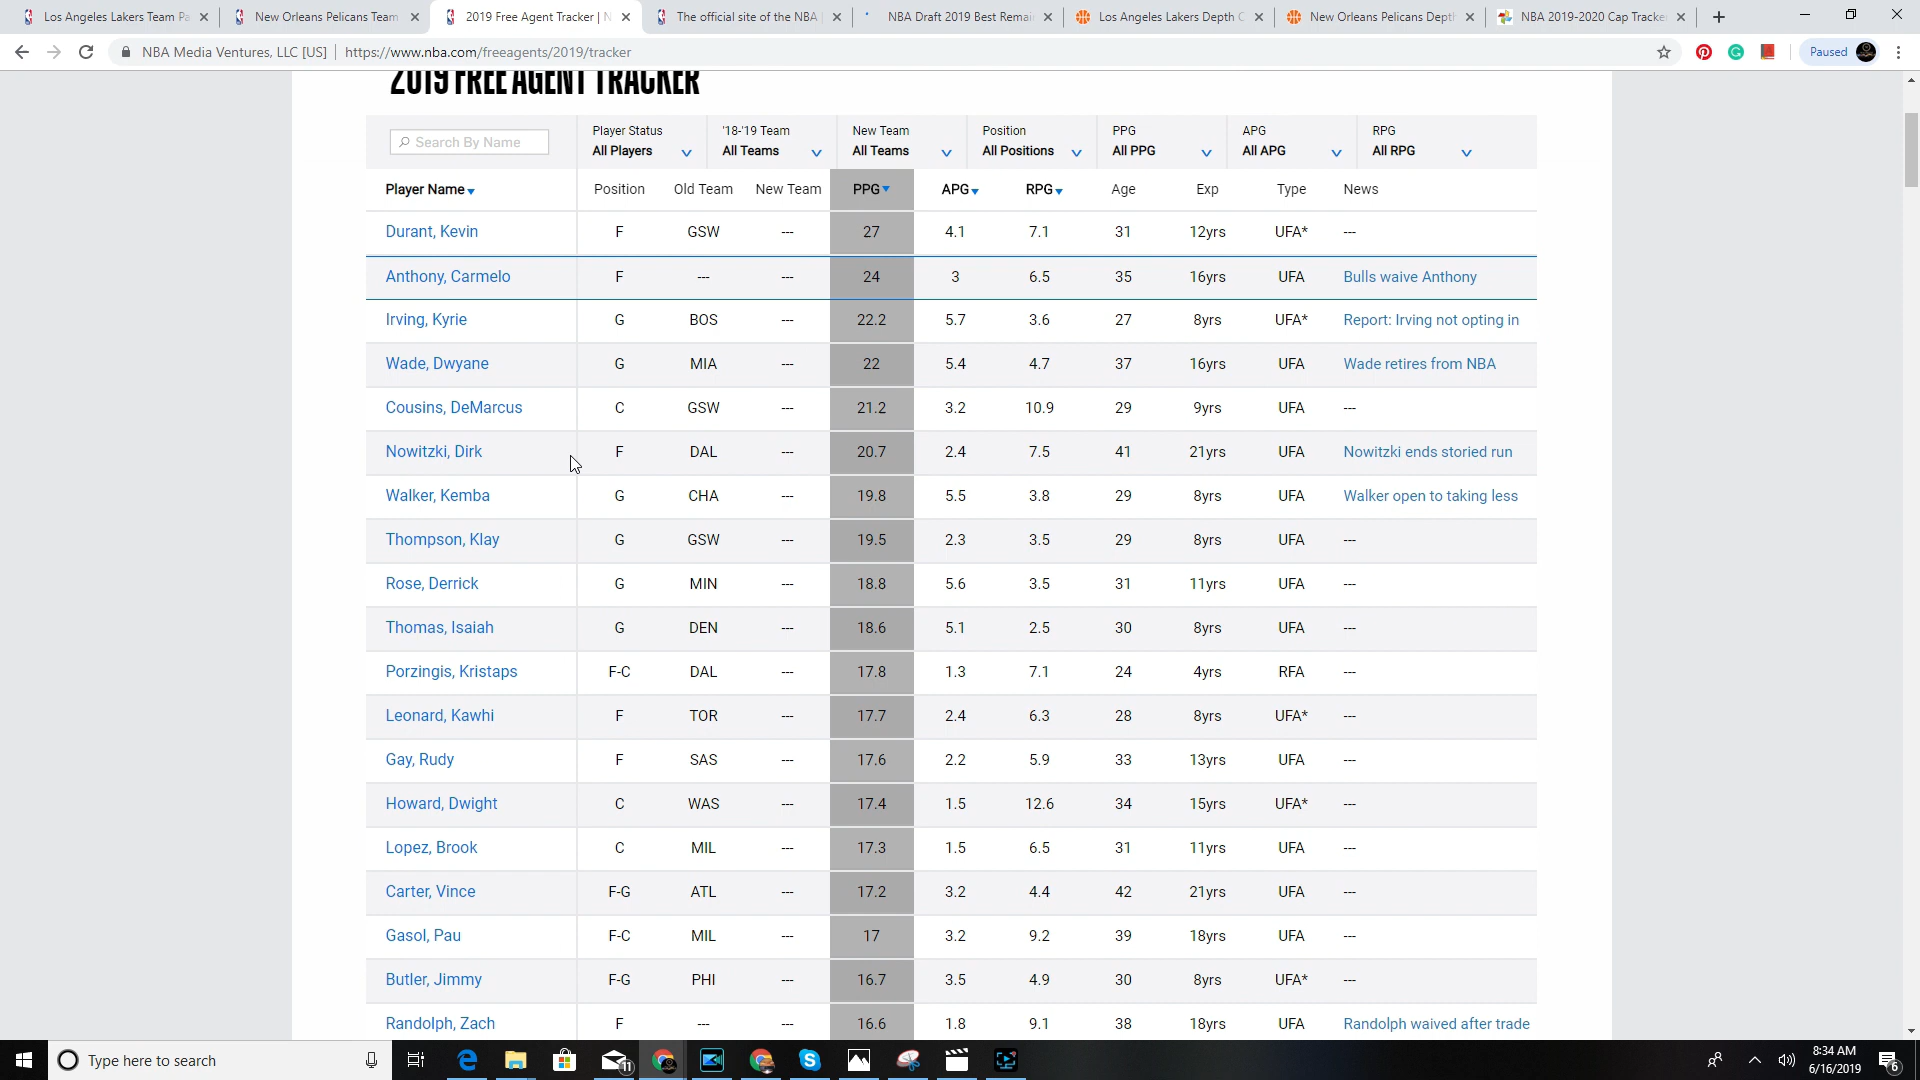 Los Angeles Lakers Team Pa
New Orleans Pelicans Team
2019 Free Agent Tracker | N
The official site of the NBA |
NBA Draft 2019 Best Remai
Los Angeles Lakers Depth C
New Orleans Pelicans Depth
NBA 2019-2020 Cap Tracker
NBA Media Ventures, LLC [US] | https://www.nba.com/freeagents/2019/tracker
Paused
2019 FREE AGENT TRACKER
Search By Name
Player Status '18-'19 Team New Team Position PPG APG RPG
All Players All Teams All Teams All Positions All PPG All APG All RPG
Player Name Position Old Team New Team PPG APG RPG Age Exp Type News
Durant, Kevin F GSW --- 27 4.1 7.1 31 12yrs UFA* ---
Anthony, Carmelo F --- --- 24 3 6.5 35 16yrs UFA Bulls waive Anthony
Irving, Kyrie G BOS --- 22.2 5.7 3.6 27 8yrs UFA* Report: Irving not opting in
Wade, Dwyane G MIA --- 22 5.4 4.7 37 16yrs UFA Wade retires from NBA
Cousins, DeMarcus C GSW --- 21.2 3.2 10.9 29 9yrs UFA ---
Nowitzki, Dirk F DAL --- 20.7 2.4 7.5 41 21yrs UFA Nowitzki ends storied run
Walker, Kemba G CHA --- 19.8 5.5 3.8 29 8yrs UFA Walker open to taking less
Thompson, Klay G GSW --- 19.5 2.3 3.5 29 8yrs UFA ---
Rose, Derrick G MIN --- 18.8 5.6 3.5 31 11yrs UFA ---
Thomas, Isaiah G DEN --- 18.6 5.1 2.5 30 8yrs UFA ---
Porzingis, Kristaps F-C DAL --- 17.8 1.3 7.1 24 4yrs RFA ---
Leonard, Kawhi F TOR --- 17.7 2.4 6.3 28 8yrs UFA* ---
Gay, Rudy F SAS --- 17.6 2.2 5.9 33 13yrs UFA ---
Howard, Dwight C WAS --- 17.4 1.5 12.6 34 15yrs UFA* ---
Lopez, Brook C MIL --- 17.3 1.5 6.5 31 11yrs UFA ---
Carter, Vince F-G ATL --- 17.2 3.2 4.4 42 21yrs UFA ---
Gasol, Pau F-C MIL --- 17 3.2 9.2 39 18yrs UFA ---
Butler, Jimmy F-G PHI --- 16.7 3.5 4.9 30 8yrs UFA* ---
Randolph, Zach F --- --- 16.6 1.8 9.1 38 18yrs UFA Randolph waived after trade
Type here to search
11
8:34 AM
6/16/2019
6